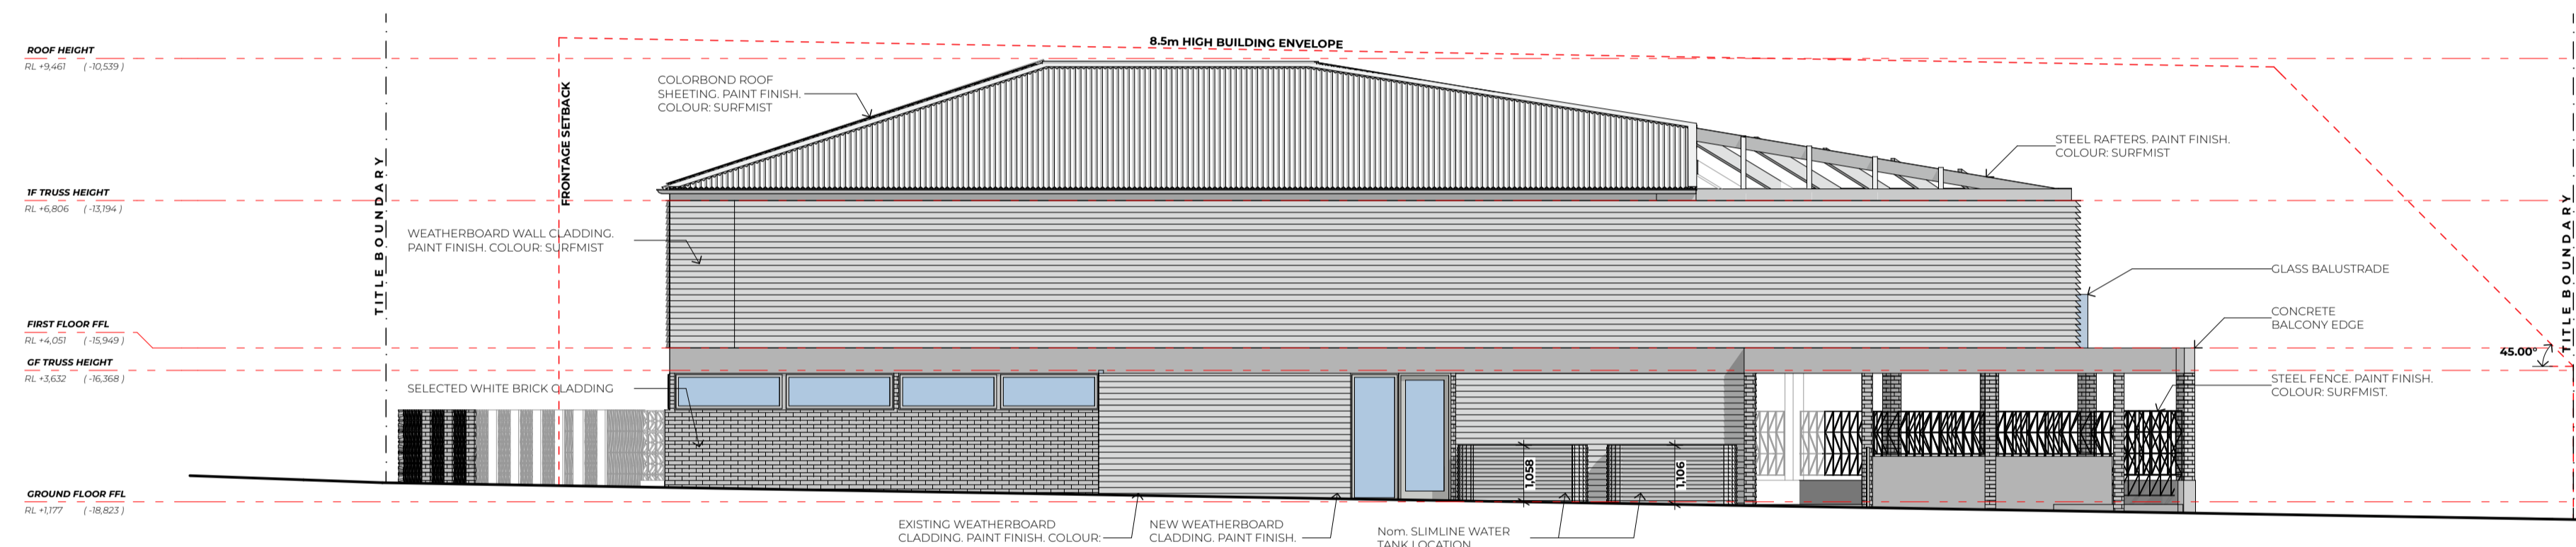 ROOF HEIGHT
RL +9,461 ( -10,539 )
1F TRUSS HEIGHT
RL +6,806 ( -13,194 )
FIRST FLOOR FFL
RL +4,051 ( -15,949 )
GF TRUSS HEIGHT
RL +3,632 ( -16,368 )
GROUND FLOOR FFL
RL +1,177 ( -18,823 )
TITLE BOUNDARY
FRONTAGE SETBACK
8.5m HIGH BUILDING ENVELOPE
COLORBOND ROOF
SHEETING. PAINT FINISH.
COLOUR: SURFMIST
WEATHERBOARD WALL CLADDING.
PAINT FINISH. COLOUR: SURFMIST
SELECTED WHITE BRICK CLADDING
EXISTING WEATHERBOARD
CLADDING. PAINT FINISH. COLOUR:
NEW WEATHERBOARD
CLADDING. PAINT FINISH.
1,058
1,106
Nom. SLIMLINE WATER
TANK LOCATION
STEEL RAFTERS. PAINT FINISH.
COLOUR: SURFMIST
GLASS BALUSTRADE
CONCRETE
BALCONY EDGE
STEEL FENCE. PAINT FINISH.
COLOUR: SURFMIST.
45.00°
TITLE BOUNDARY